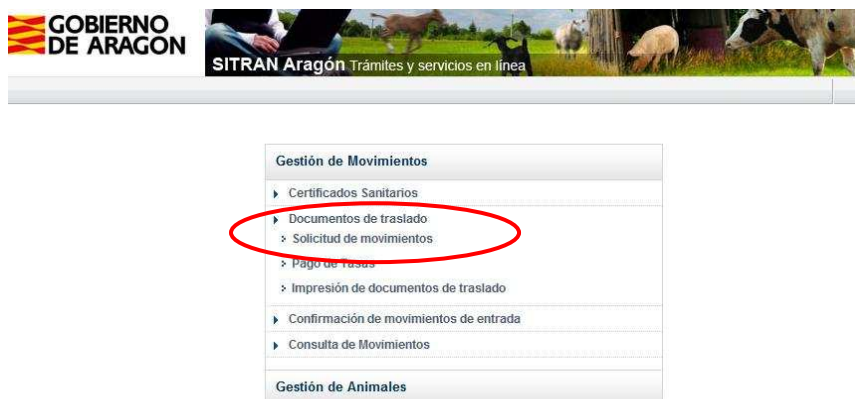 GOBIERNO
DE ARAGON
SITRAN Aragón Trámites y servicios en línea
Gestión de Movimientos
Certificados Sanitarios
Documentos de traslado
Solicitud de movimientos
Pago de Tasas
Impresión de documentos de traslado
Confirmación de movimientos de entrada
Consulta de Movimientos
Gestión de Animales